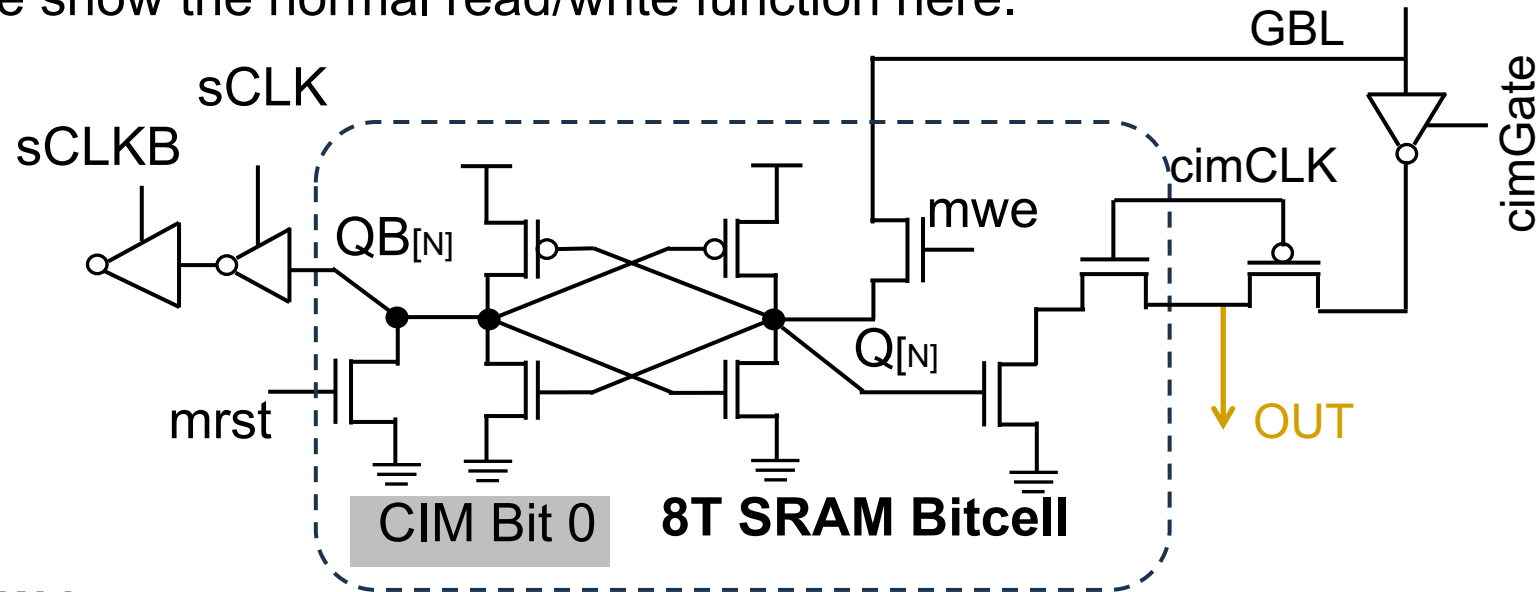 e show the normal read/write function here.
GBL
sCLK
cimGate
sCLKB
cimCLK
mwe
QB[N]
Q[N]
mrst
OUT
CIM Bit 0
8T SRAM Bitcell